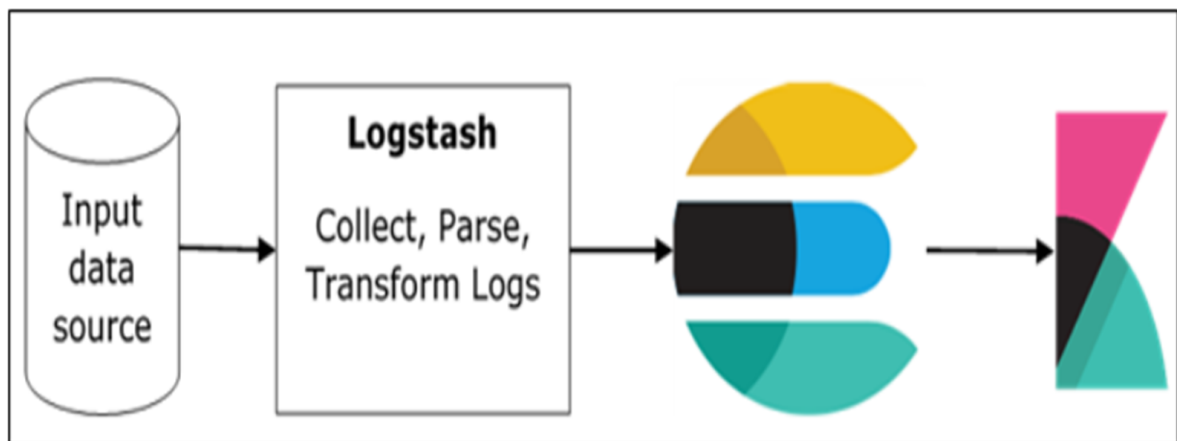 Input
data
source
Logstash
Collect, Parse,
Transform Logs